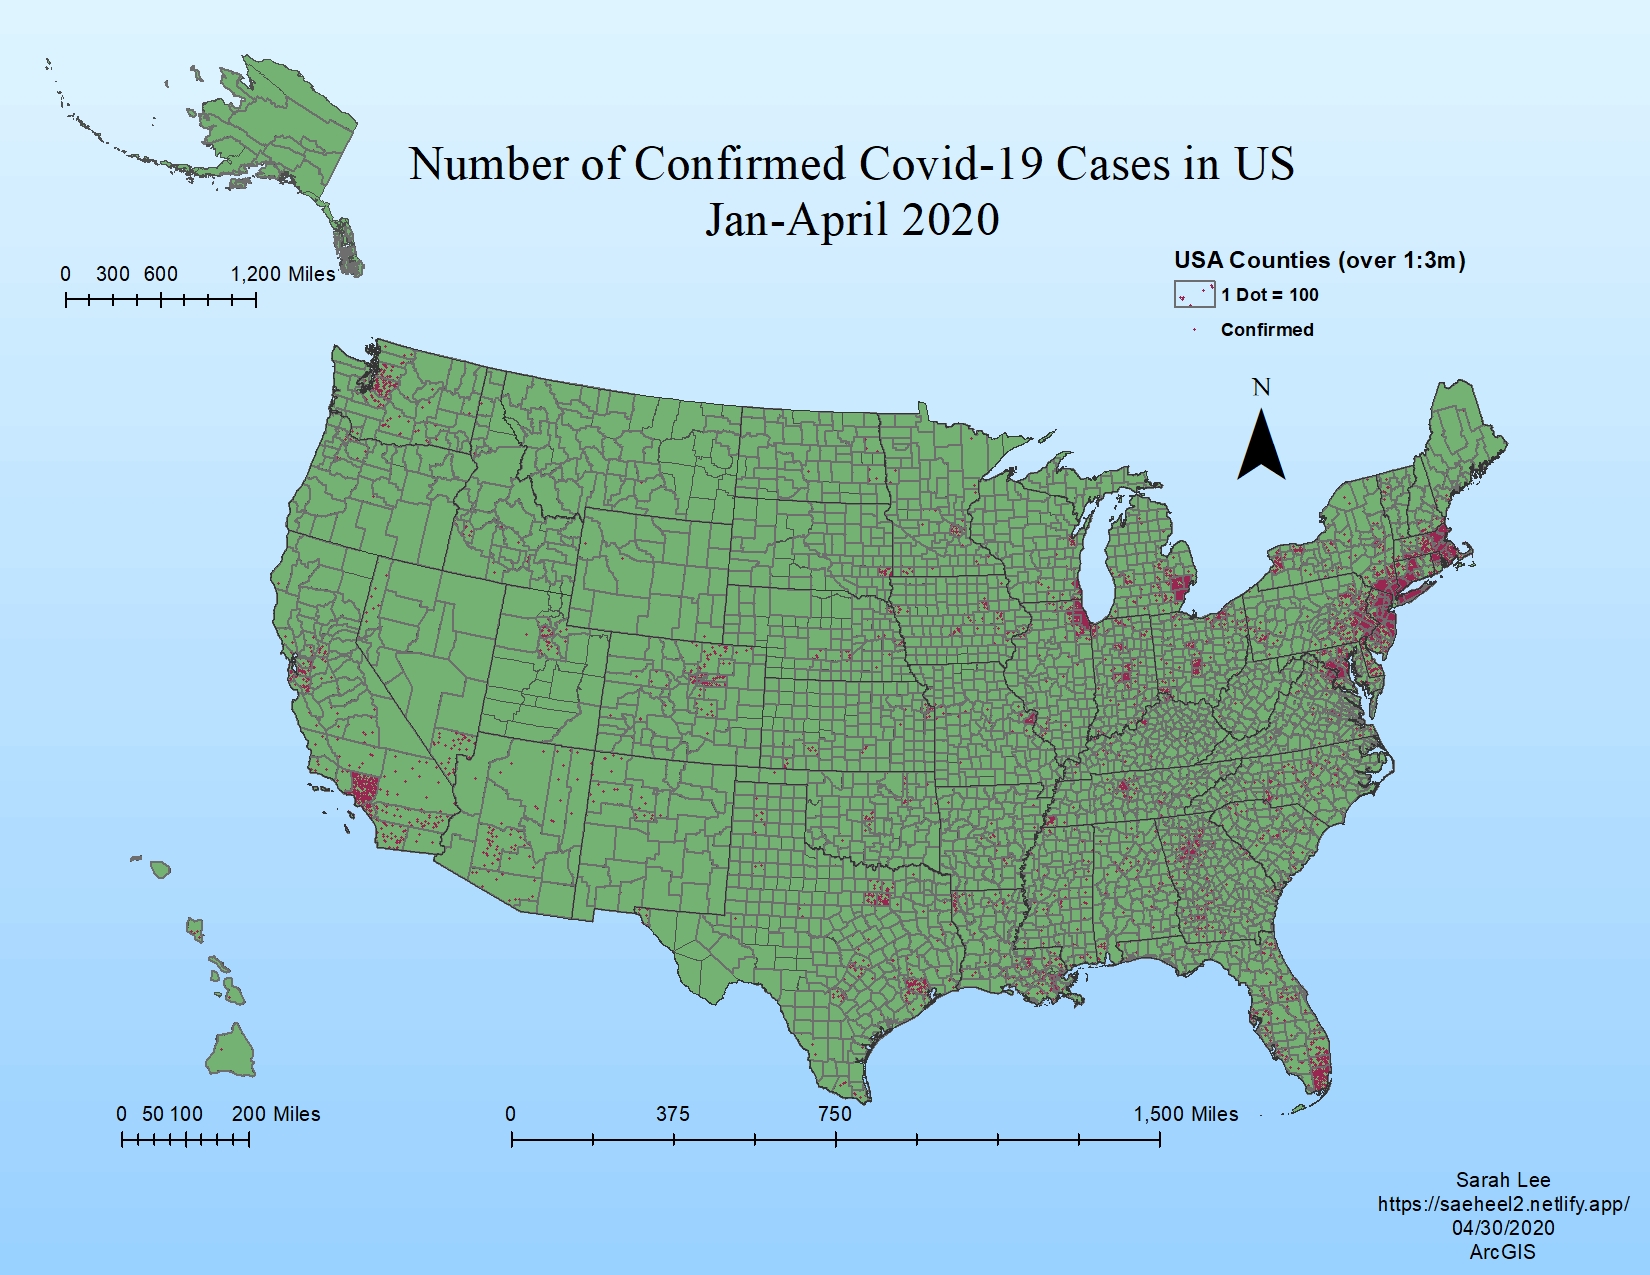 Number of Confirmed Covid-19 Cases in US
Jan-April 2020
USA Counties (over 1:3m)
1 Dot = 100
Confirmed
0 300 600 1,200 Miles
N
0 50 100 200 Miles
0 375 750 1,500 Miles
Sarah Lee
https://saeheel2.netlify.app/
04/30/2020
ArcGIS